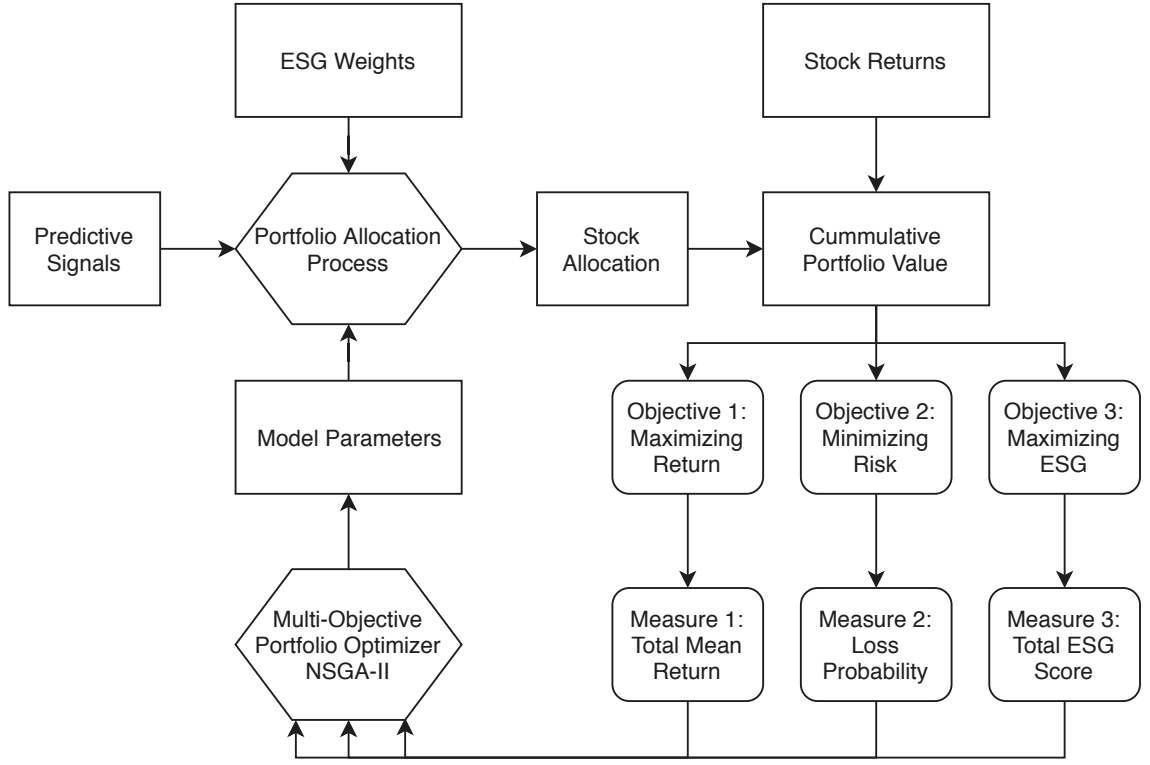 ESG Weights
Stock Returns
Predictive
Signals
Portfolio Allocation
Process
Stock
Allocation
Cummulative
Portfolio Value
Model Parameters
Objective 1:
Maximizing
Return
Objective 2:
Minimizing
Risk
Objective 3:
Maximizing
ESG
Multi-Objective
Portfolio Optimizer
NSGA-II
Measure 1:
Total Mean
Return
Measure 2:
Loss
Probability
Measure 3:
Total ESG
Score